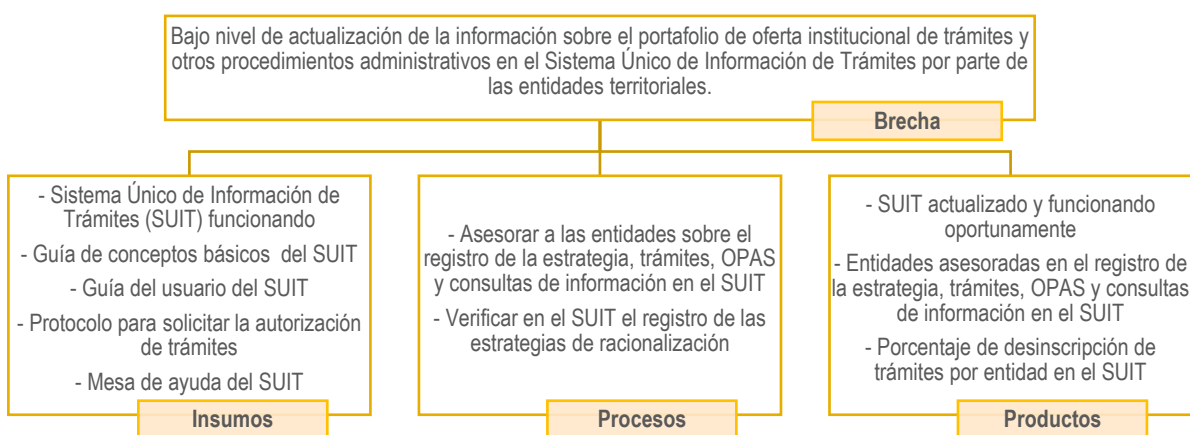 Bajo nivel de actualización de la información sobre el portafolio de oferta institucional de trámites y
otros procedimientos administrativos en el Sistema Único de Información de Trámites por parte de
las entidades territoriales.
Brecha
- Sistema Único de Información de
Trámites (SUIT) funcionando
- Guía de conceptos básicos del SUIT
- Guía del usuario del SUIT
- Protocolo para solicitar la autorización
de trámites
- Mesa de ayuda del SUIT
Insumos
- Asesorar a las entidades sobre el
registro de la estrategia, trámites, OPAS
y consultas de información en el SUIT
- Verificar en el SUIT el registro de las
estrategias de racionalización
Procesos
- SUIT actualizado y funcionando
oportunamente
- Entidades asesoradas en el registro de
la estrategia, trámites, OPAS y consultas
de información en el SUIT
- Porcentaje de desinscripción de
trámites por entidad en el SUIT
Productos